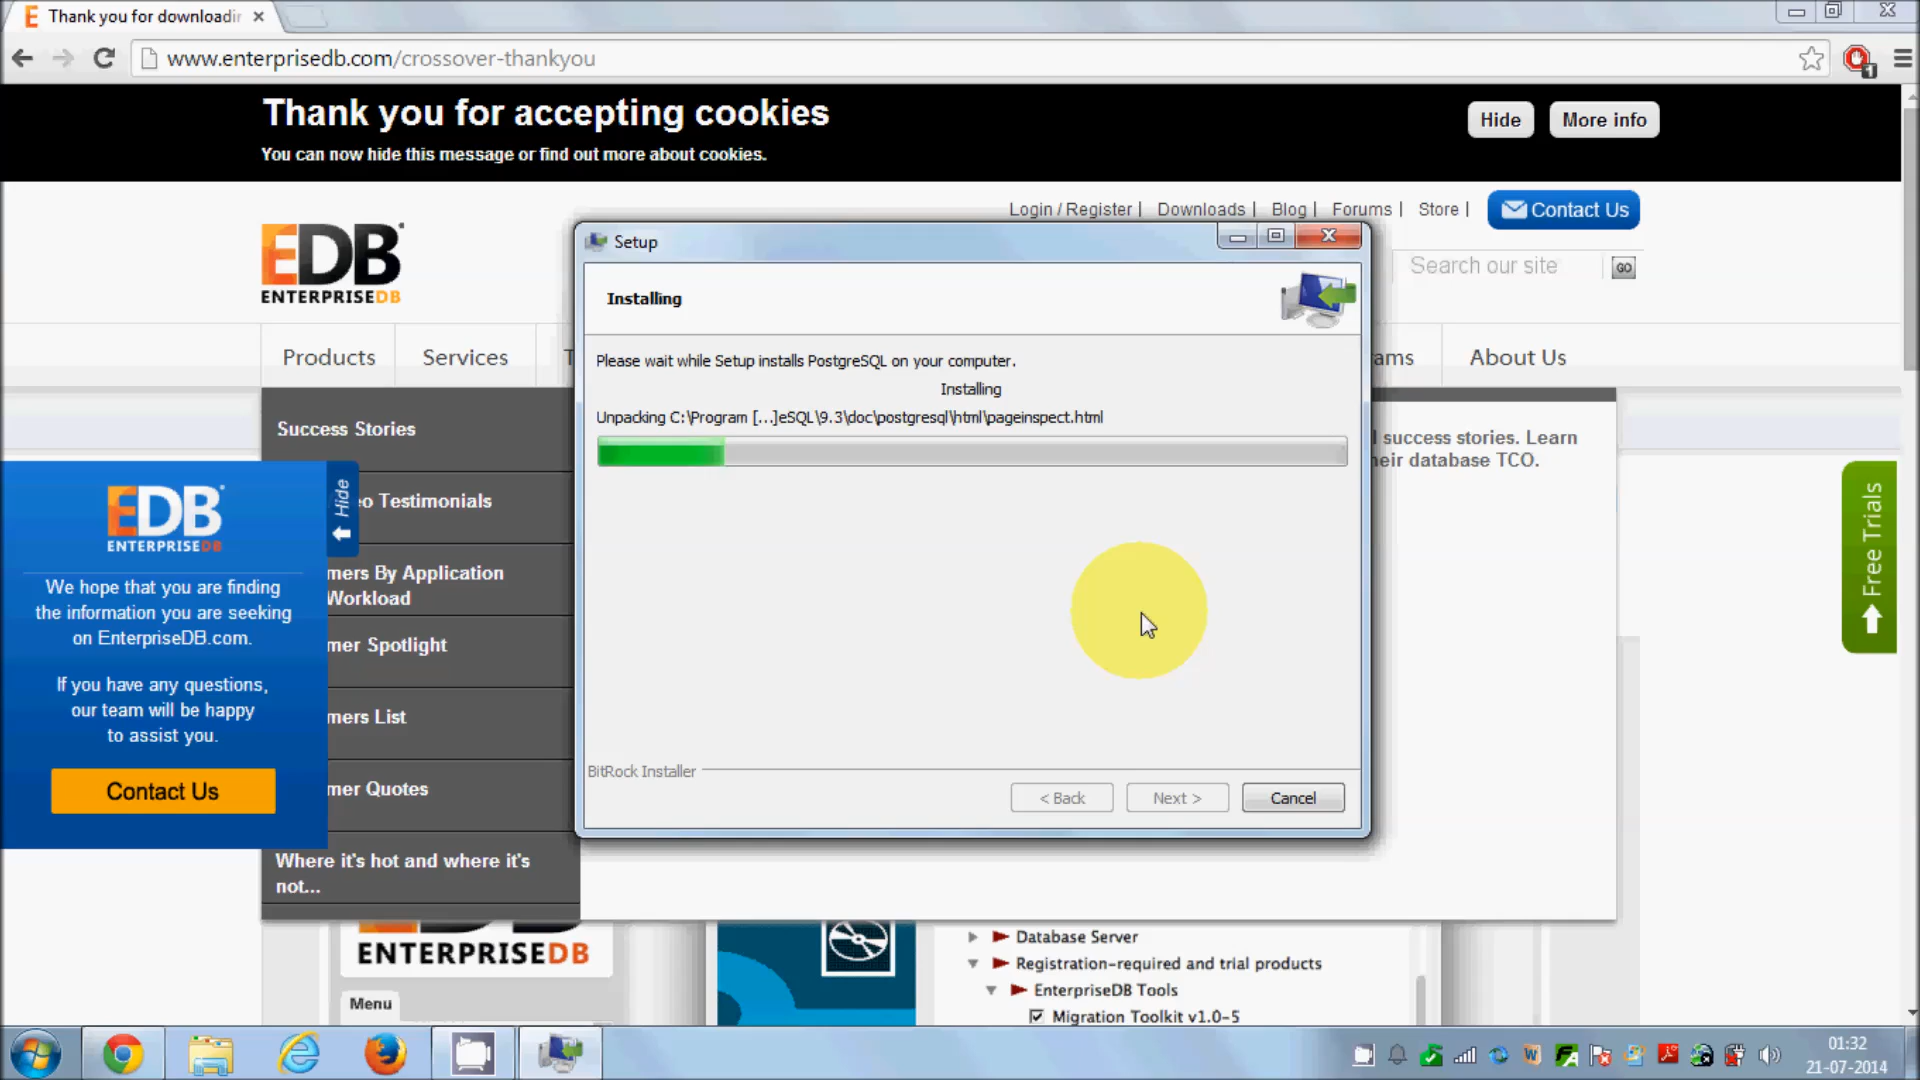 Thank you for downloadin
www.enterprisedb.com/crossover-thankyou
1
Thank you for accepting cookies
You can now hide this message or find out more about cookies.
Hide
More info
Login / Register | Downloads | Blog | Forums | Store |
Contact Us
EDB
ENTERPRISEDB
Search our site
GO
Products
Services
T
ams
About Us
Setup
Installing
Please wait while Setup installs PostgreSQL on your computer.
Installing
Unpacking C:\Program [...]eSQL\9.3\doc\postgresql\html\pageinspect.html
BitRock Installer
< Back
Next >
Cancel
Success Stories
eo Testimonials
mers By Application
Workload
mer Spotlight
mers List
mer Quotes
Where it's hot and where it's
not...
l success stories. Learn
heir database TCO.
EDB
ENTERPRISEDB
Hide
We hope that you are finding
the information you are seeking
on EnterpriseDB.com.
If you have any questions,
our team will be happy
to assist you.
Contact Us
Free Trials
ENTERPRISEDB
Menu
Database Server
Registration-required and trial products
EnterpriseDB Tools
Migration Toolkit v1.0-5
01:32
21-07-2014